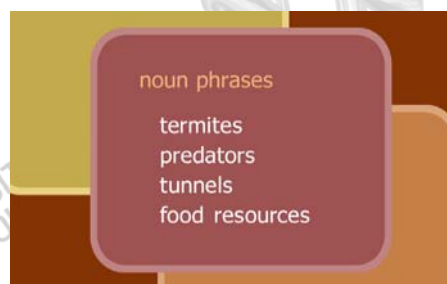 noun phrases
termites
predators
tunnels
food resources